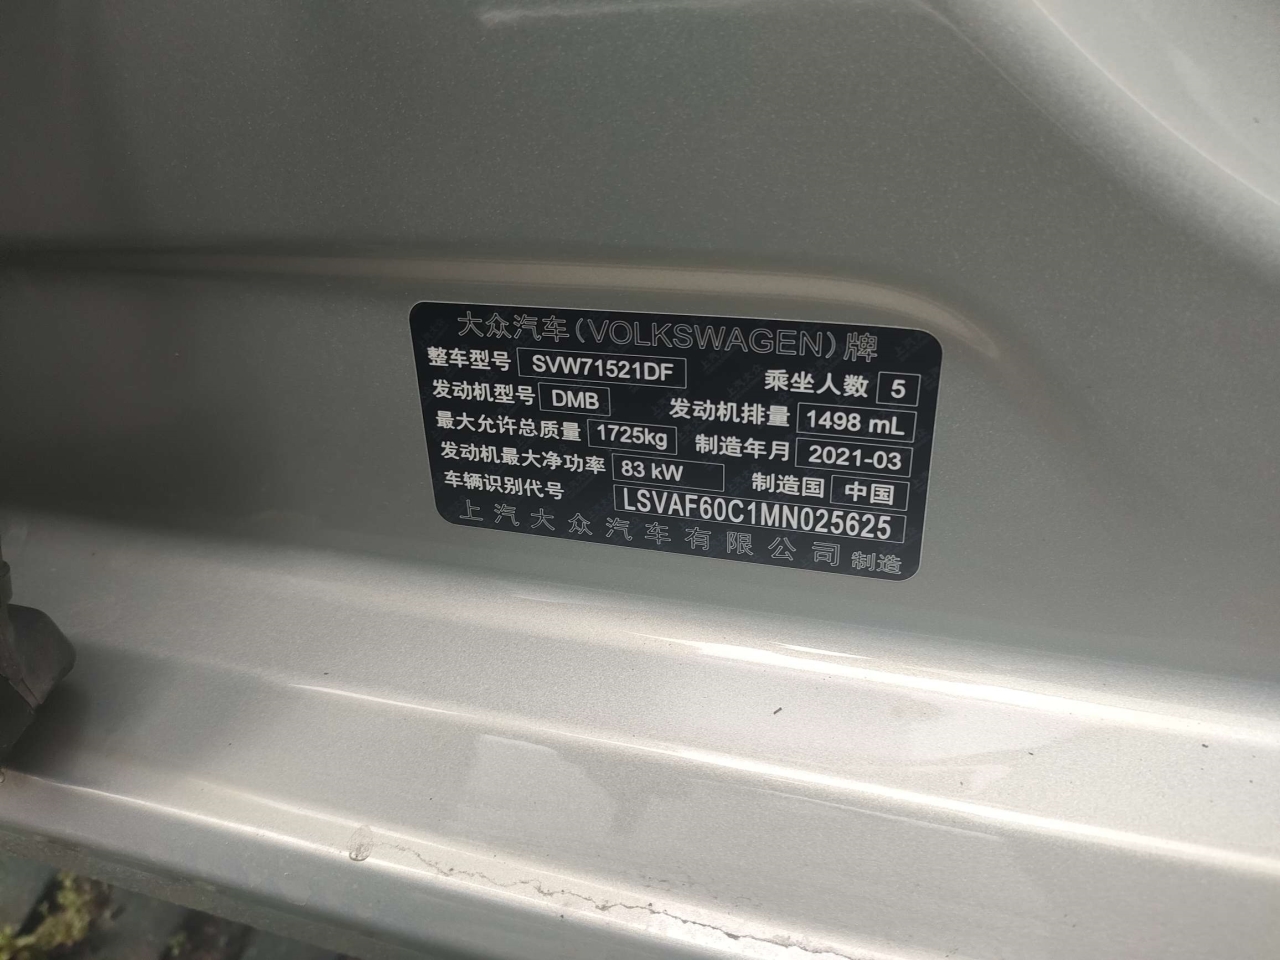 大众汽车(VOLKSWAGEN)牌
整车型号 SVW71521DF 乘坐人数 5
发动机型号 DMB 发动机排量 1498 mL
最大允许总质量 1725kg 制造年月 2021-03
发动机最大净功率 83 kW 制造国 中国
车辆识别代号 LSVAF60C1MN025625
上汽大众汽车有限公司 制造